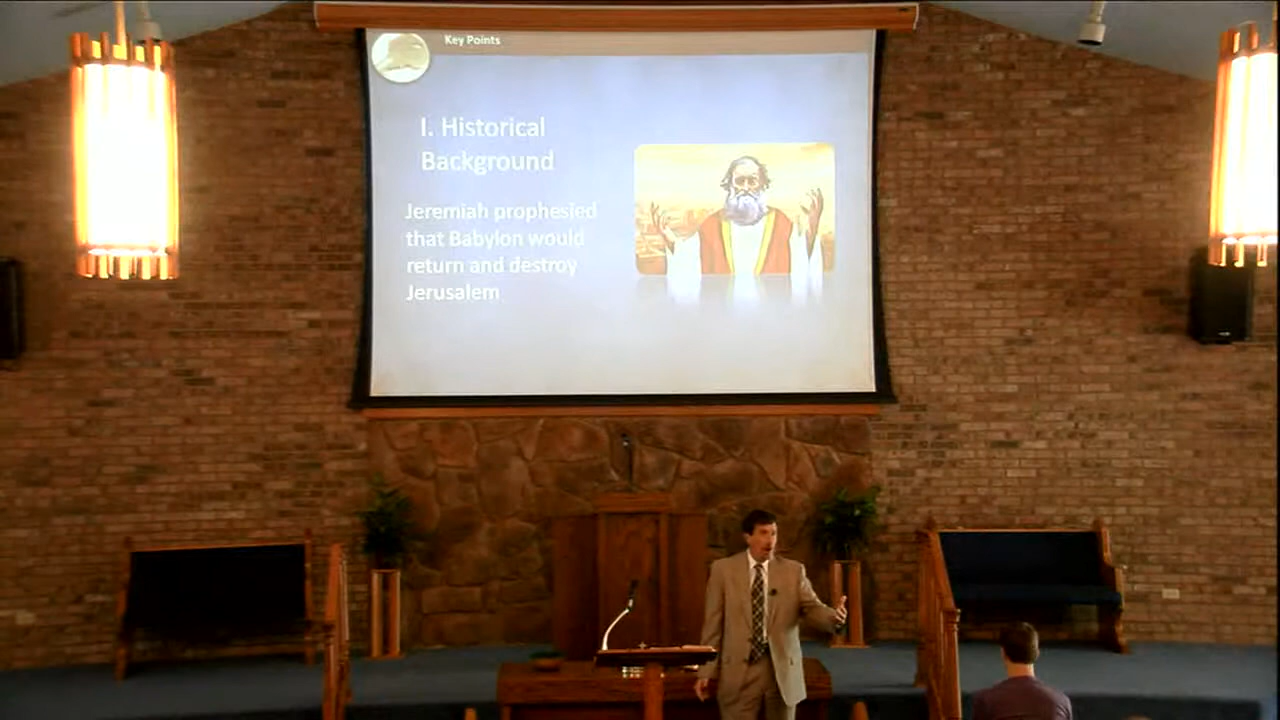 Key Points
I. Historical
Background
Jeremiah prophesied
that Babylon would
return and destroy
Jerusalem